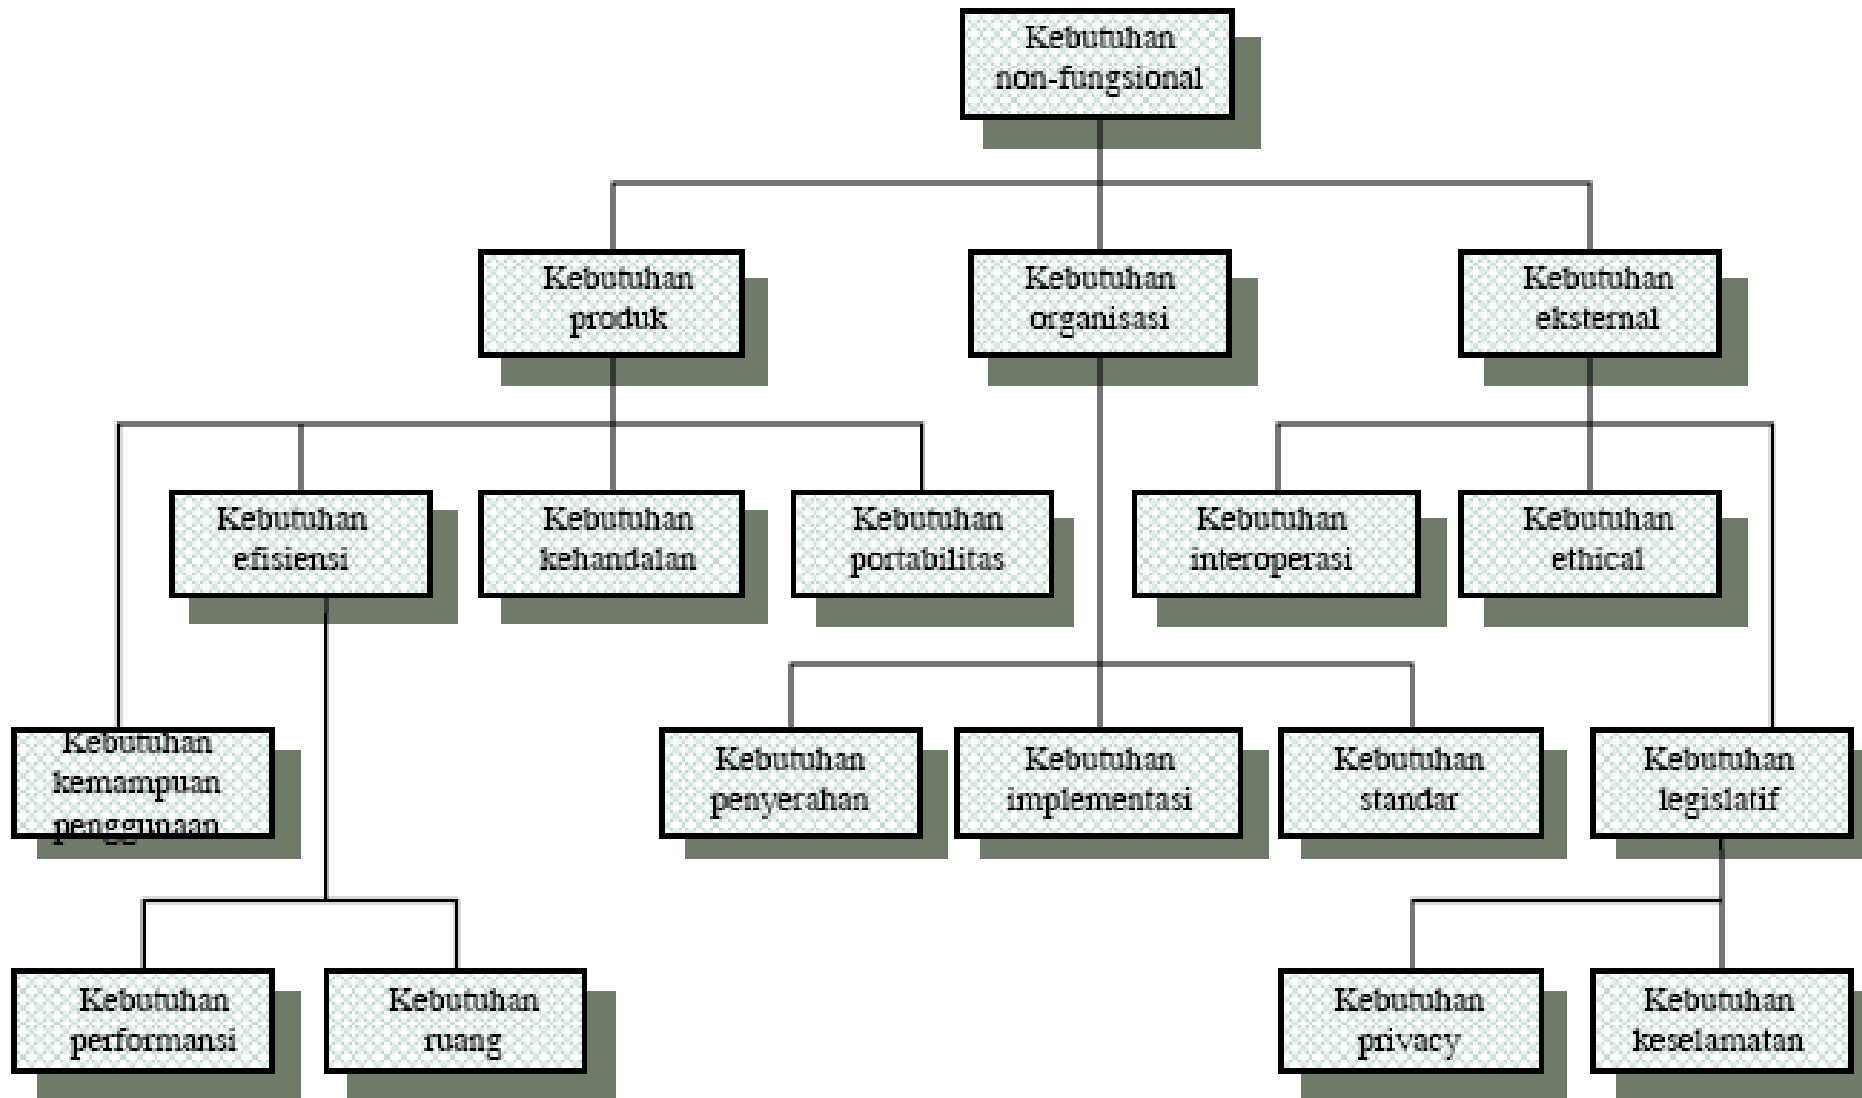 Kebutuhan
non-fungsional
Kebutuhan
produk
Kebutuhan
organisasi
Kebutuhan
eksternal
Kebutuhan
efisiensi
Kebutuhan
kehandalan
Kebutuhan
portabilitas
Kebutuhan
interoperasi
Kebutuhan
ethical
Kebutuhan
kemampuan
penggunaan
Kebutuhan
penyerahan
Kebutuhan
implementasi
Kebutuhan
standar
Kebutuhan
legislatif
Kebutuhan
performansi
Kebutuhan
ruang
Kebutuhan
privacy
Kebutuhan
keselamatan